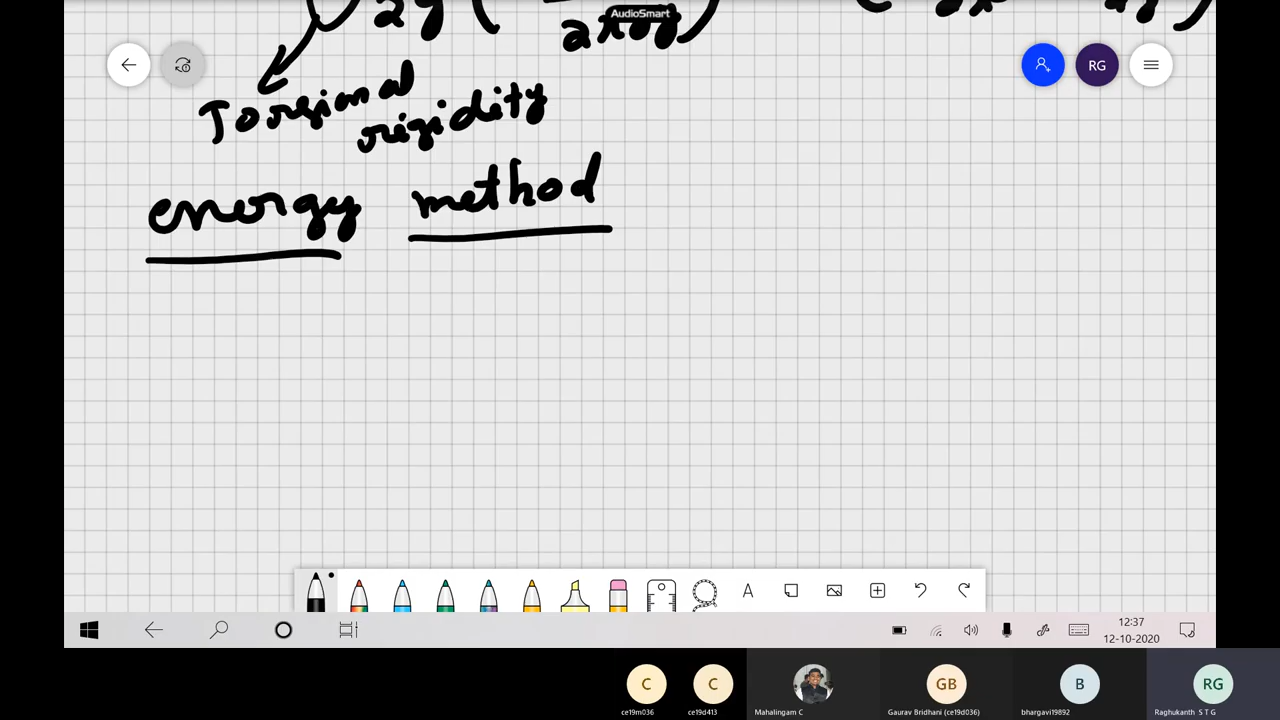 AudioSmart
RG
Torsional
rigidity
energy method
A
12:37
12-10-2020
C C GB B RG
ce19m036 ce19d413 Mahalingam C Gaurav Bridhani (ce19d036) bhargavi19892 Raghukanth S T G